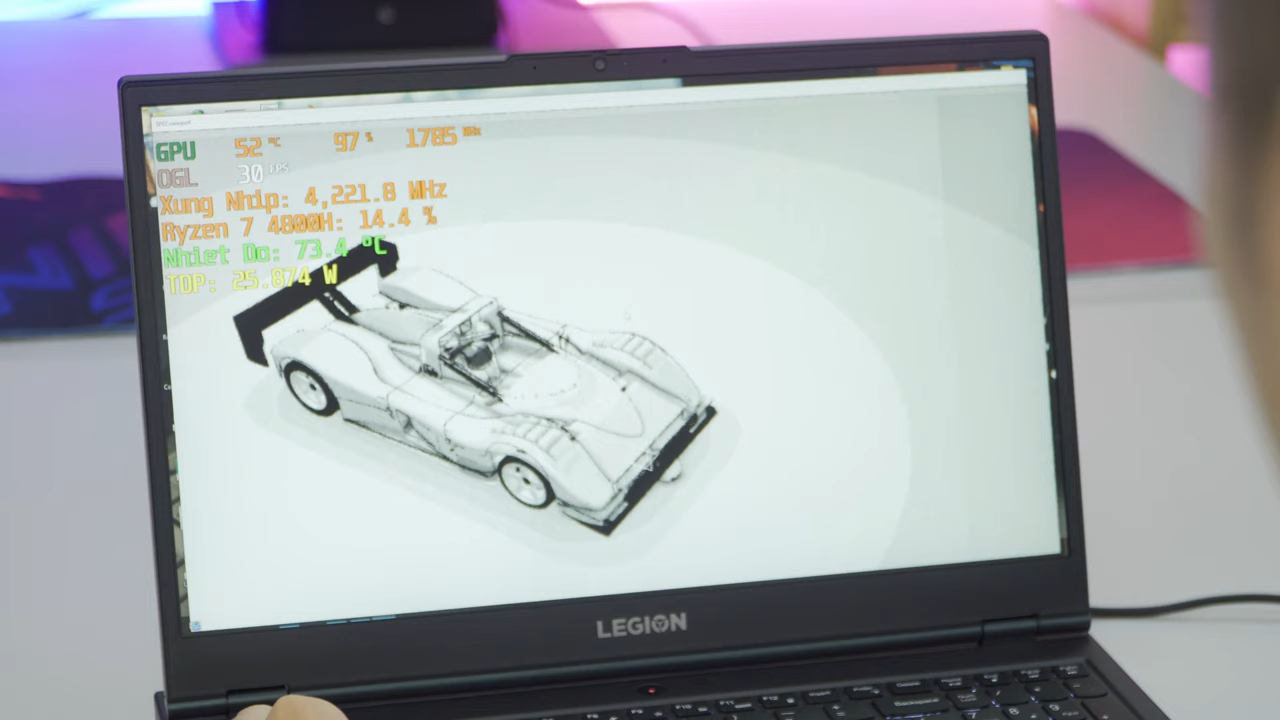 GPU 52 °C 97 % 1785 MHz
OGL 30 FPS
Xung Nhip: 4,221.8 MHz
Ryzen 7 4800H: 14.4 %
Nhiet Do: 73.4 °C
TDP: 25.874 W
LEGION